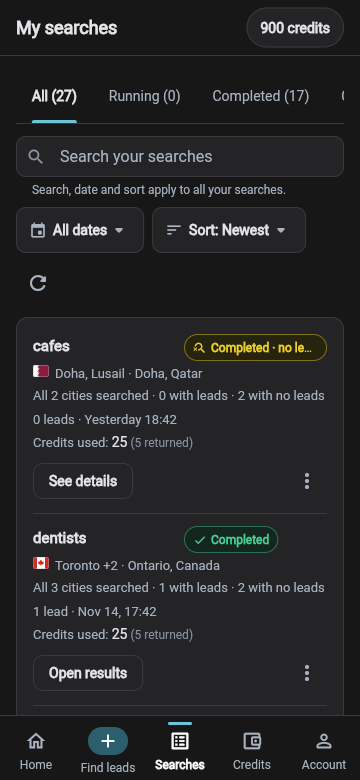 My searches
900 credits
All (27)
Running (0)
Completed (17)
Search your searches
Search, date and sort apply to all your searches.
All dates
Sort: Newest
cafes
Completed · no le...
Doha, Lusail · Doha, Qatar
All 2 cities searched · 0 with leads · 2 with no leads
0 leads · Yesterday 18:42
Credits used: 25 (5 returned)
See details
dentists
Completed
Toronto +2 · Ontario, Canada
All 3 cities searched · 1 with leads · 2 with no leads
1 lead · Nov 14, 17:42
Credits used: 25 (5 returned)
Open results
Home
Find leads
Searches
Credits
Account